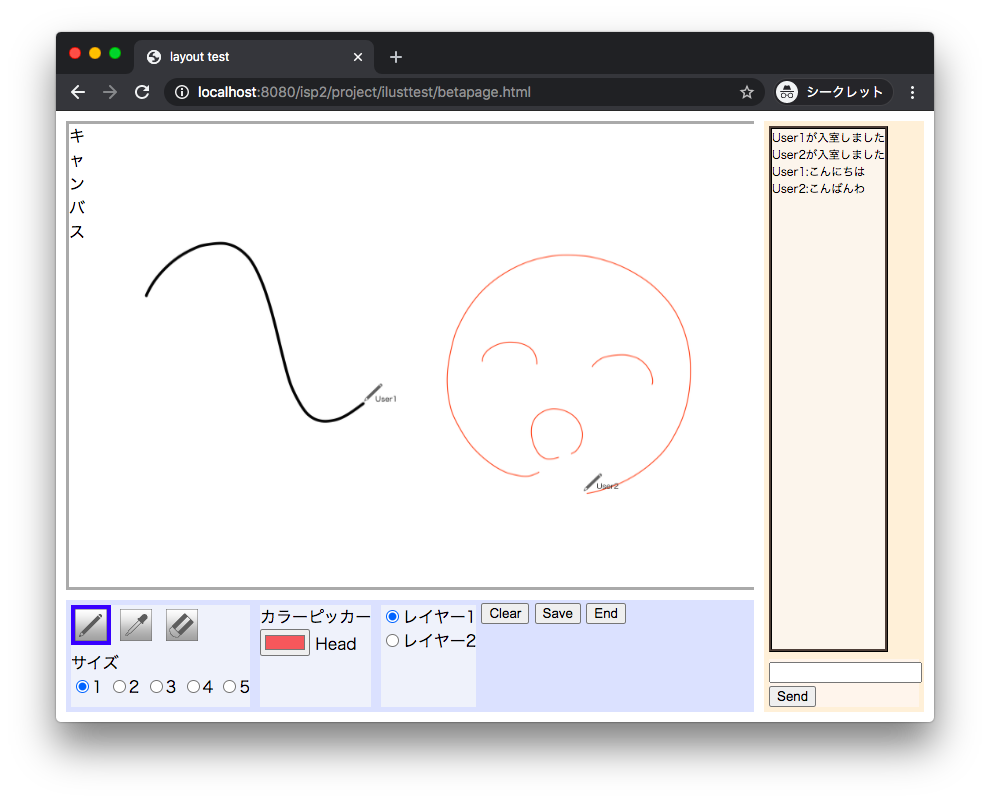 layout test
localhost:8080/isp2/project/ilusttest/betapage.html
シークレット
キャンバス
User1
User2
User1が入室しました
User2が入室しました
User1:こんにちは
User2:こんばんわ
サイズ
1 2 3 4 5
カラーピッカー
Head
レイヤー1
レイヤー2
Clear Save End
Send